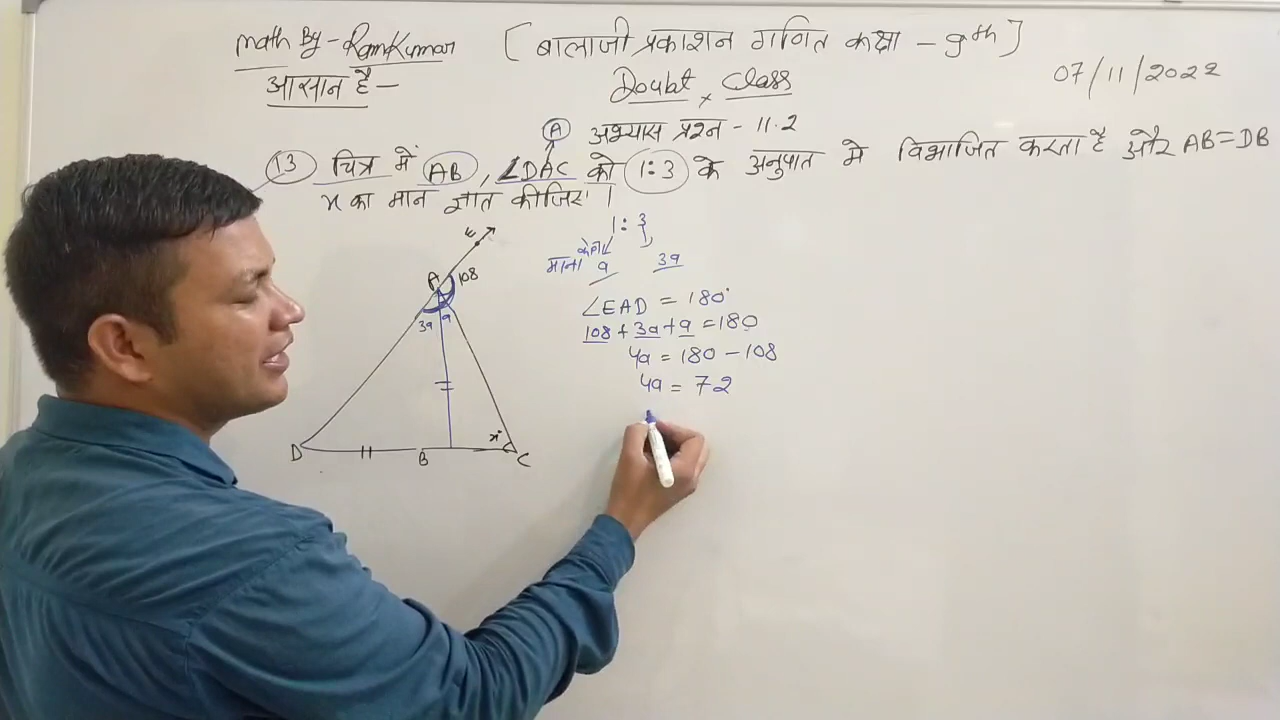 Math By - RamKumar [ बालाजी प्रकाशन गणित कक्षा - 9th ]
आसान है - Doubt Class 07/11/2022
A अभ्यास प्रश्न - 11.2
13 चित्र में AB, ∠DAC को 1:3 के अनुपात मे विभाजित करता है और AB=DB
x का मान ज्ञात कीजिए।
1 : 3
माना कोण a 3a
E
A 108
3a a
D B C x°
∠EAD = 180°
108 + 3a + a = 180
4a = 180 - 108
4a = 72